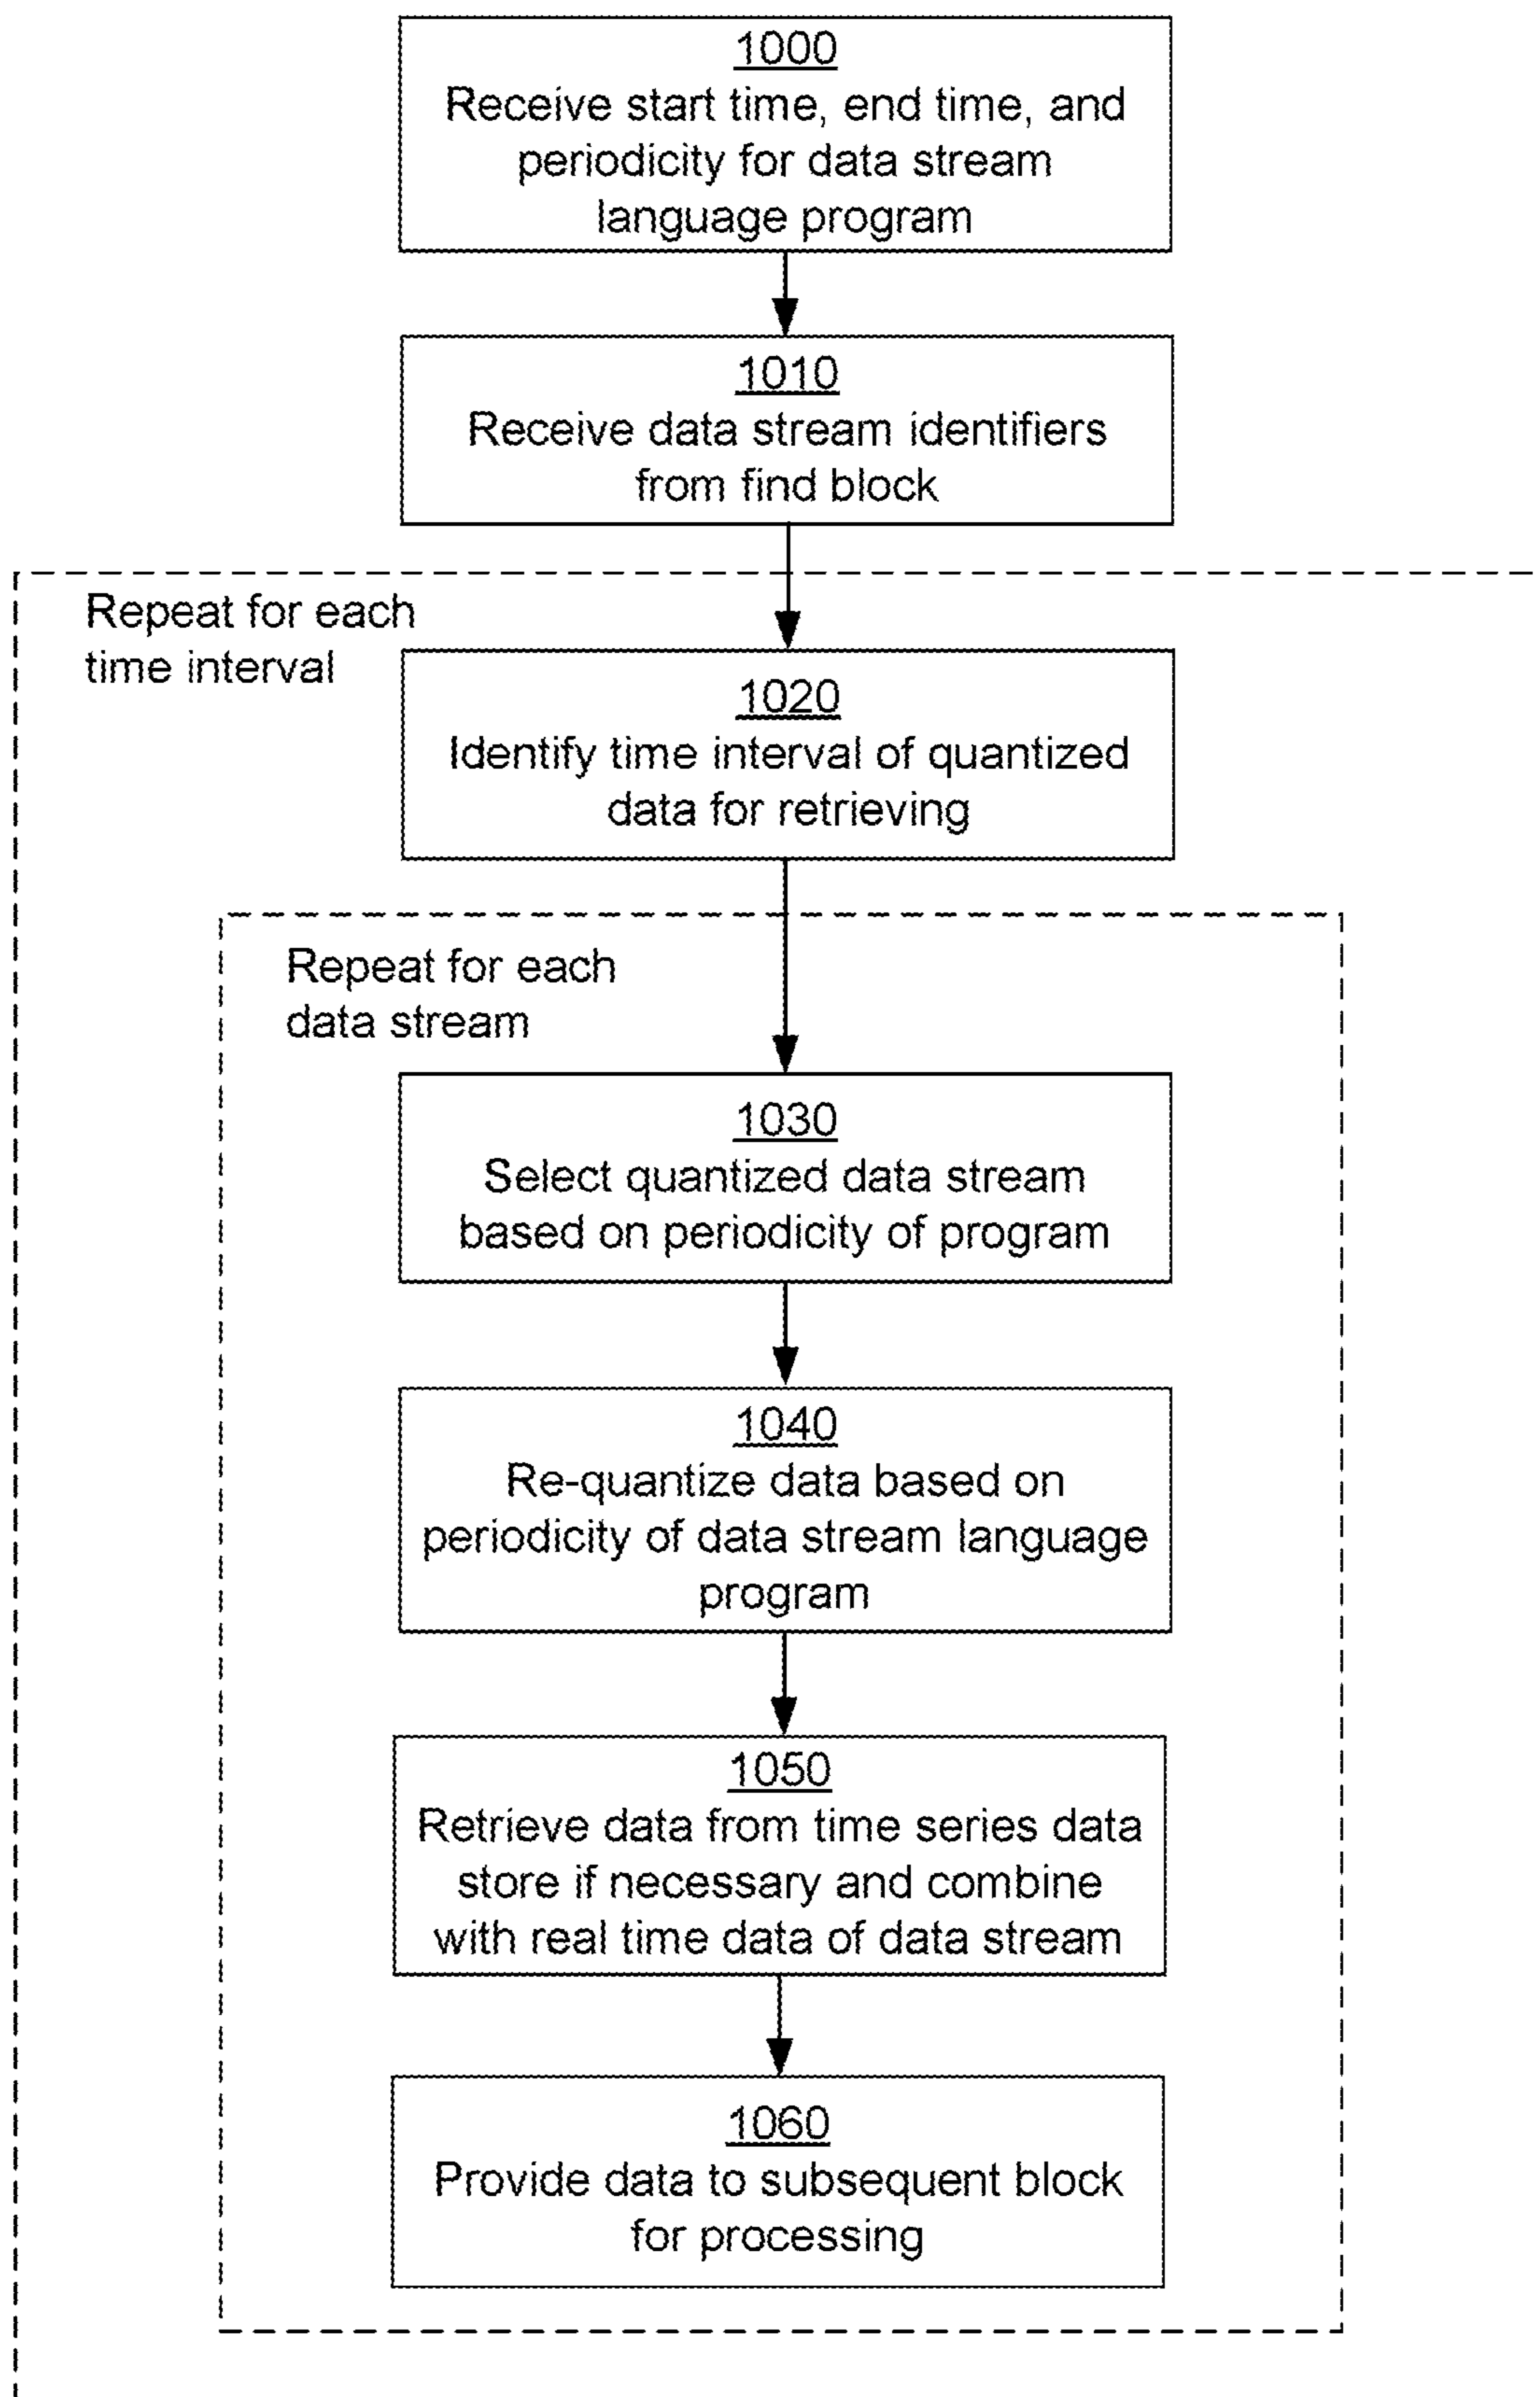 1000
Receive start time, end time, and
periodicity for data stream
language program
1010
Receive data stream identifiers
from find block
Repeat for each
time interval
1020
Identify time interval of quantized
data for retrieving
Repeat for each
data stream
1030
Select quantized data stream
based on periodicity of program
1040
Re-quantize data based on
periodicity of data stream language
program
1050
Retrieve data from time series data
store if necessary and combine
with real time data of data stream
1060
Provide data to subsequent block
for processing